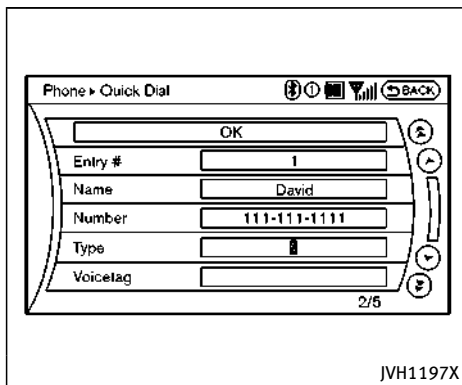 Phone ▸ Quick Dial BACK
OK
Entry # 1
Name David
Number 111-111-1111
Type
Voicetag
2/5
JVH1197X